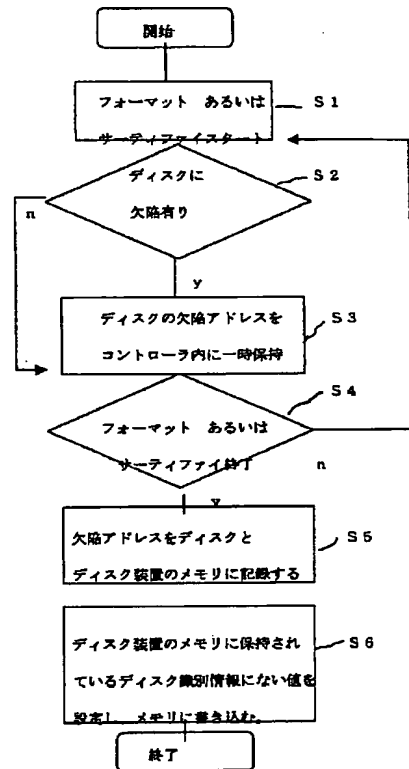 開始
フォーマット　あるいは
サーティファイスタート
S1
ディスクに
欠陥有り
S2
n
y
ディスクの欠陥アドレスを
コントローラ内に一時保持
S3
フォーマット　あるいは
サーティファイ終了
S4
n
y
欠陥アドレスをディスクと
ディスク装置のメモリに記録する
S5
ディスク装置のメモリに保持され
ているディスク識別情報にない値を
設定し、メモリに書き込む。
S6
終了